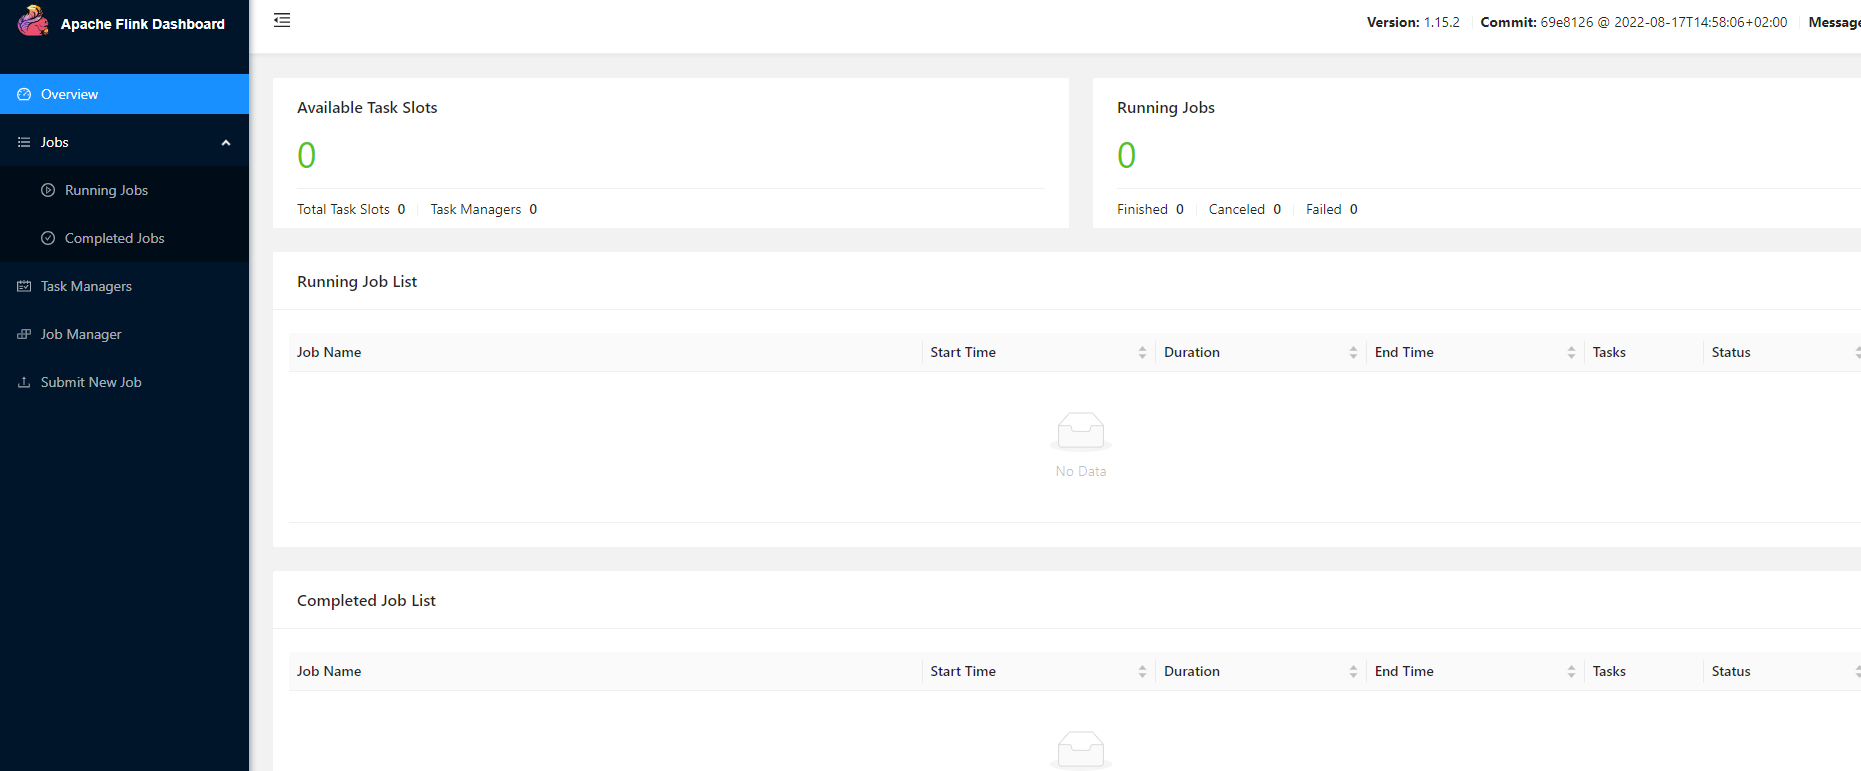 Apache Flink Dashboard
Version: 1.15.2 Commit: 69e8126 @ 2022-08-17T14:58:06+02:00 Message
Overview
Jobs
Running Jobs
Completed Jobs
Task Managers
Job Manager
Submit New Job
Available Task Slots
0
Total Task Slots 0 Task Managers 0
Running Jobs
0
Finished 0 Canceled 0 Failed 0
Running Job List
Job Name Start Time Duration End Time Tasks Status
No Data
Completed Job List
Job Name Start Time Duration End Time Tasks Status